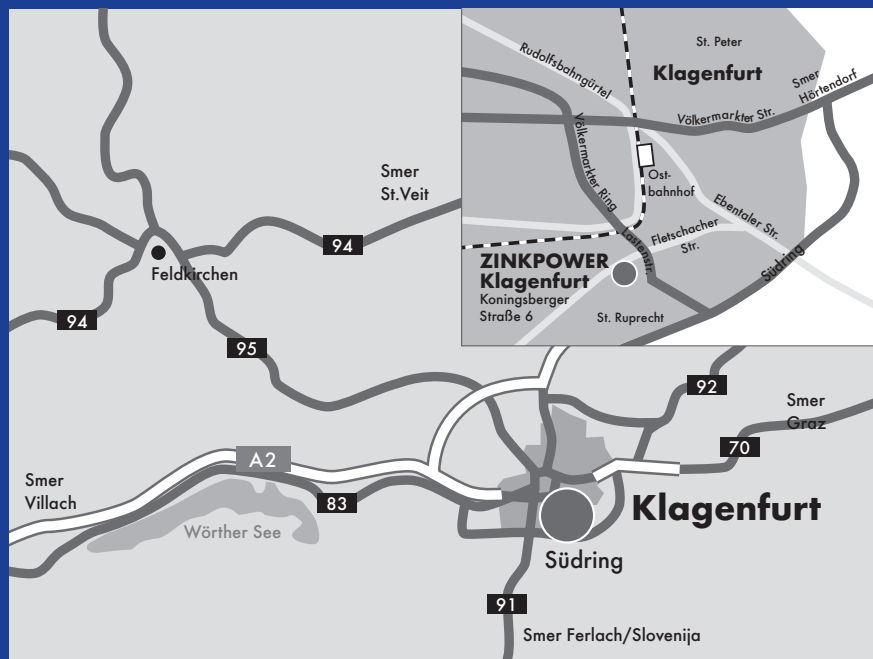 St. Peter
Klagenfurt
Rudolfsbahngürtel
Smer
Hörtendorf
Völkermarkter Str.
Völkermarkter Ring
Ost-
bahnhof
Ebentaler Str.
Fletschacher
Str.
Lastenstr.
Südring
ZINKPOWER
Klagenfurt
Koningsberger
Straße 6
St. Ruprecht
Smer
St.Veit
94
Feldkirchen
94
95
92
Smer
Graz
70
A2
Smer
Villach
83
Wörther See
Klagenfurt
Südring
91
Smer Ferlach/Slovenija